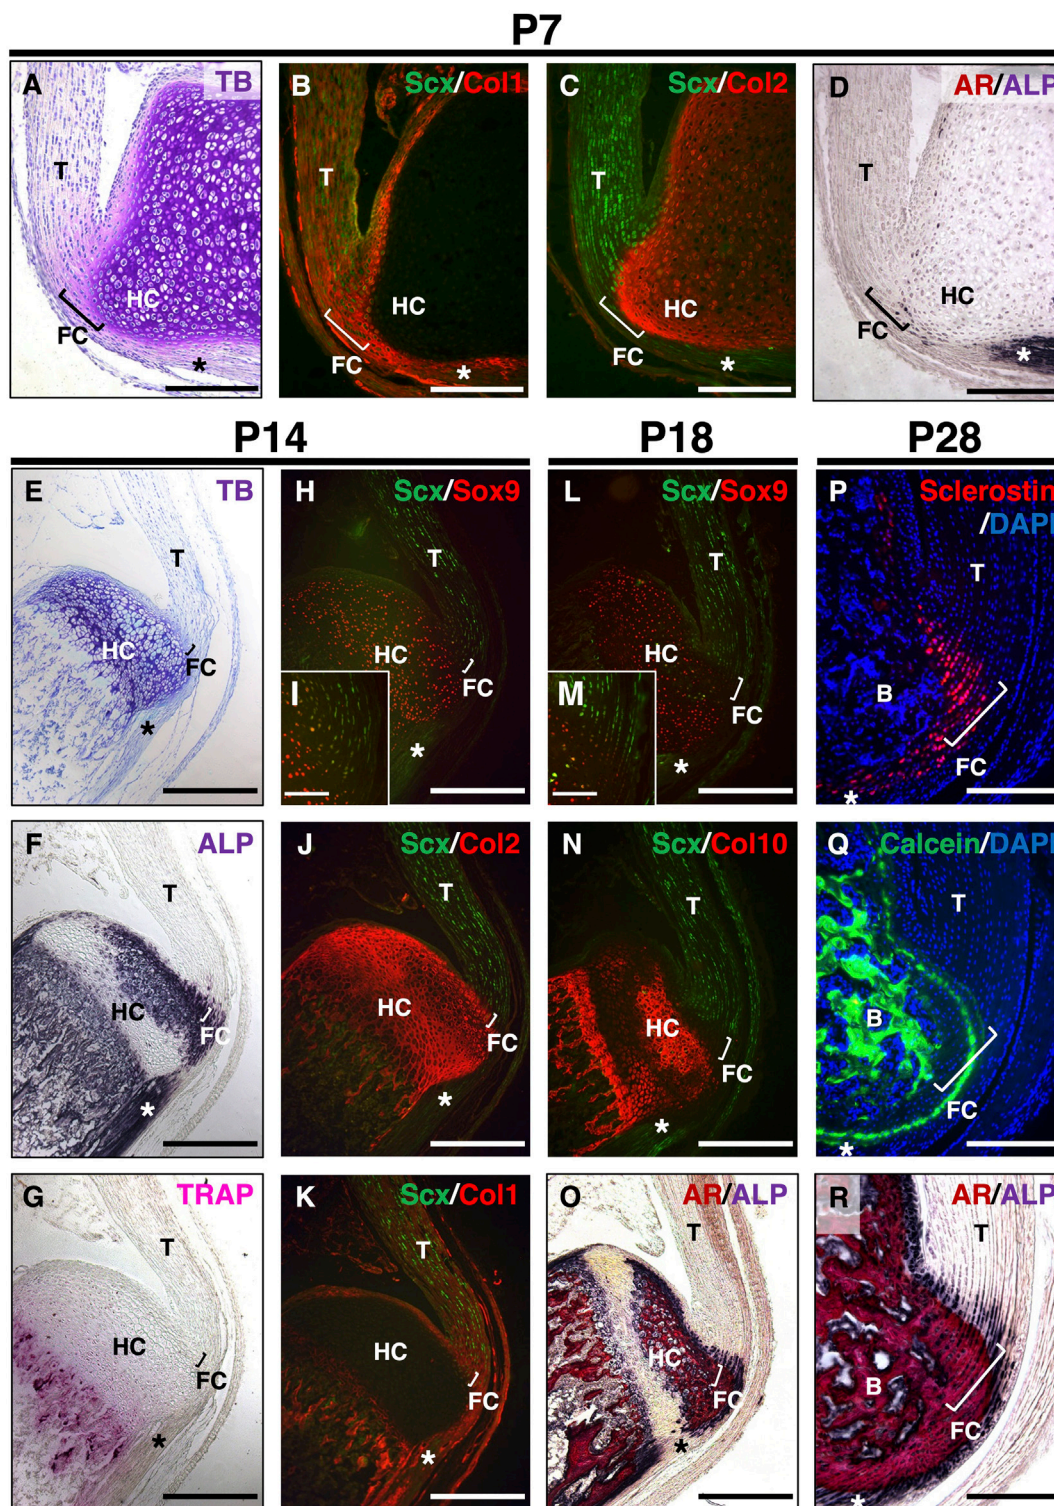 P7
A TB
T
HC
FC
*
B Scx/Col1
T
HC
FC
*
C Scx/Col2
T
HC
FC
*
D AR/ALP
T
HC
FC
*
P14
P18
P28
E TB
T
HC
FC
*
H Scx/Sox9
T
HC
FC
I
*
L Scx/Sox9
T
HC
FC
M
*
P Sclerostin
/DAPI
T
B
FC
*
F ALP
T
HC
FC
*
J Scx/Col2
T
HC
FC
*
N Scx/Col10
T
HC
FC
*
Q Calcein/DAPI
T
B
FC
*
G TRAP
T
HC
FC
*
K Scx/Col1
T
HC
FC
*
O AR/ALP
T
HC
FC
*
R AR/ALP
T
B
FC
*